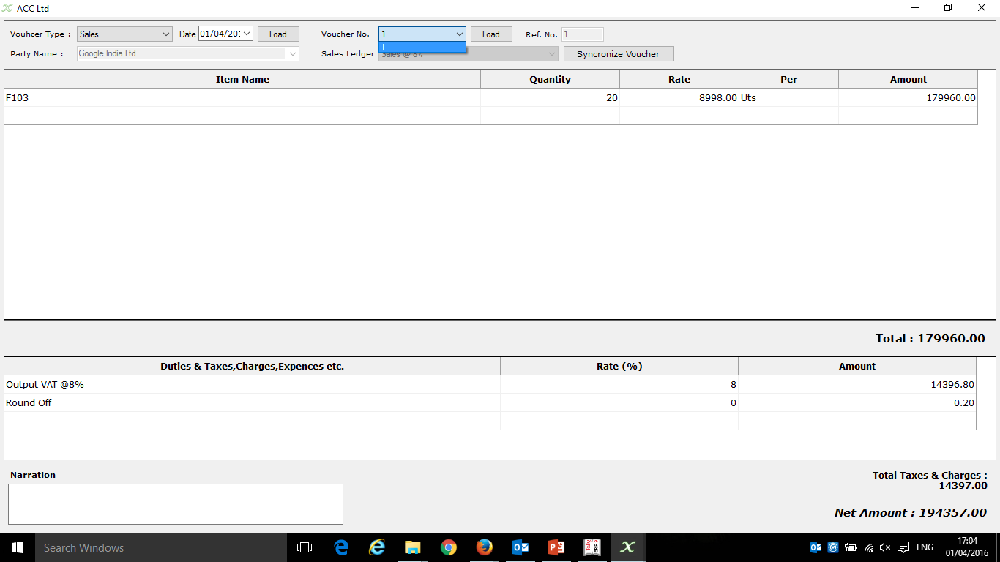 ACC Ltd
Vouhcer Type : Sales Date 01/04/201 Load Voucher No. 1 Load Ref. No. 1
1
Party Name : Google India Ltd Sales Ledger Sales @ 8% Syncronize Voucher
Item Name Quantity Rate Per Amount
F103 20 8998.00 Uts 179960.00
Total : 179960.00
Duties & Taxes,Charges,Expences etc. Rate (%) Amount
Output VAT @8% 8 14396.80
Round Off 0 0.20
Narration
Total Taxes & Charges :
14397.00
Net Amount : 194357.00
Search Windows
ENG
17:04
01/04/2016